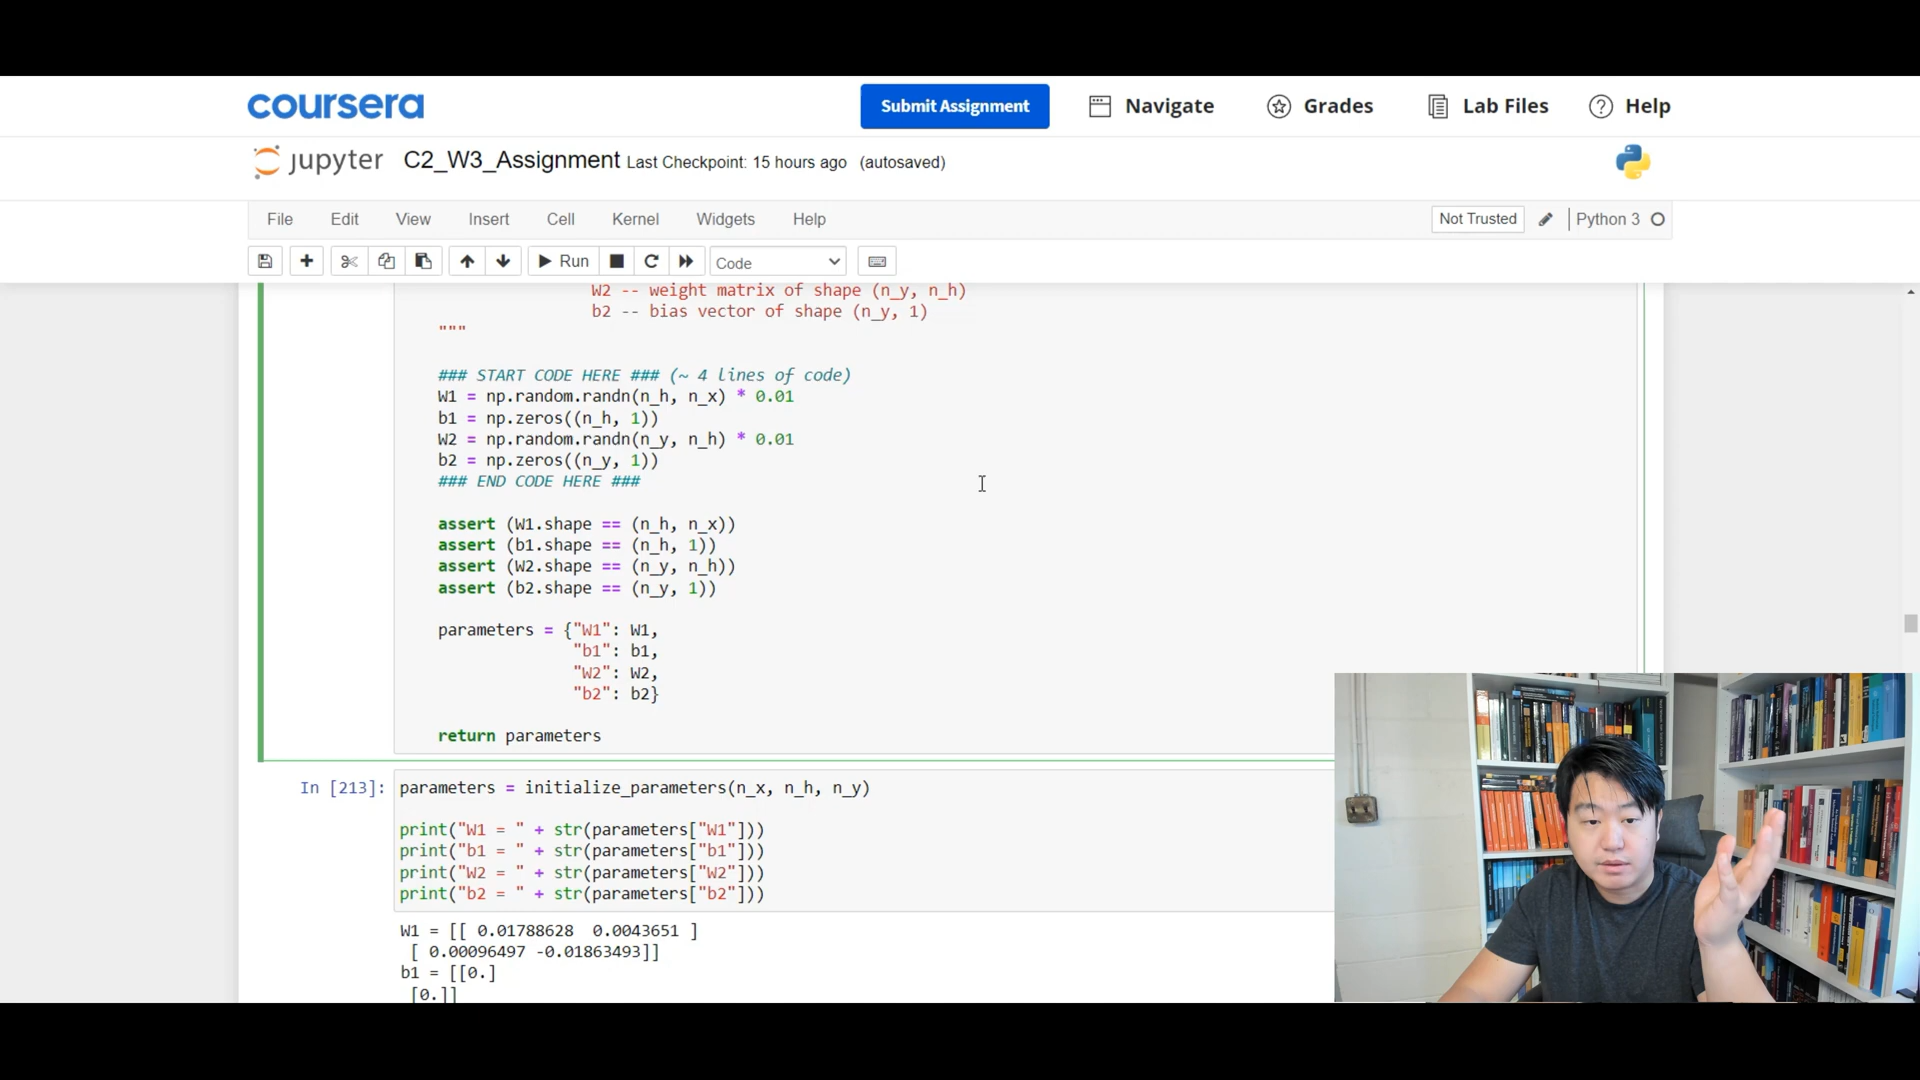 coursera
Submit Assignment
Navigate
Grades
Lab Files
Help
jupyter C2_W3_Assignment Last Checkpoint: 15 hours ago (autosaved)
File Edit View Insert Cell Kernel Widgets Help
Not Trusted
Python 3
Run
Code
W2 -- weight matrix of shape (n_y, n_h)
b2 -- bias vector of shape (n_y, 1)
"""
### START CODE HERE ### (~ 4 lines of code)
W1 = np.random.randn(n_h, n_x) * 0.01
b1 = np.zeros((n_h, 1))
W2 = np.random.randn(n_y, n_h) * 0.01
b2 = np.zeros((n_y, 1))
### END CODE HERE ###
assert (W1.shape == (n_h, n_x))
assert (b1.shape == (n_h, 1))
assert (W2.shape == (n_y, n_h))
assert (b2.shape == (n_y, 1))
parameters = {"W1": W1,
"b1": b1,
"W2": W2,
"b2": b2}
return parameters
In [213]:
parameters = initialize_parameters(n_x, n_h, n_y)
print("W1 = " + str(parameters["W1"]))
print("b1 = " + str(parameters["b1"]))
print("W2 = " + str(parameters["W2"]))
print("b2 = " + str(parameters["b2"]))
W1 = [[ 0.01788628 0.0043651 ]
[ 0.00096497 -0.01863493]]
b1 = [[0.]
[0.]]